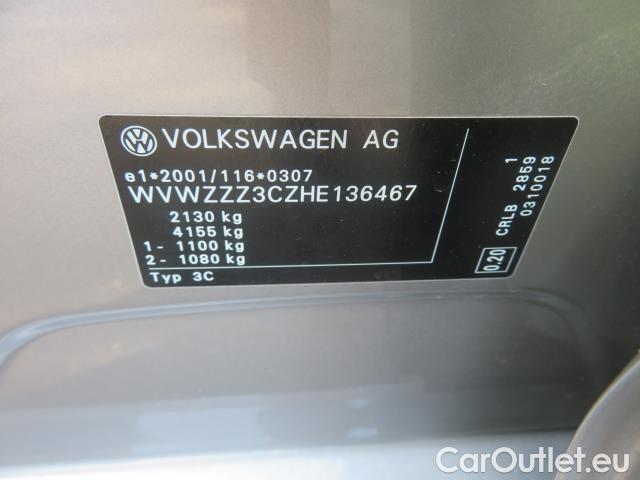 VOLKSWAGEN AG
e1*2001/116*0307
WVWZZZ3CZHE136467
2130 kg
4155 kg
1- 1100 kg
2- 1080 kg
Typ 3C
0.20
CRLB 2859 1
0310018
CarOutlet.eu